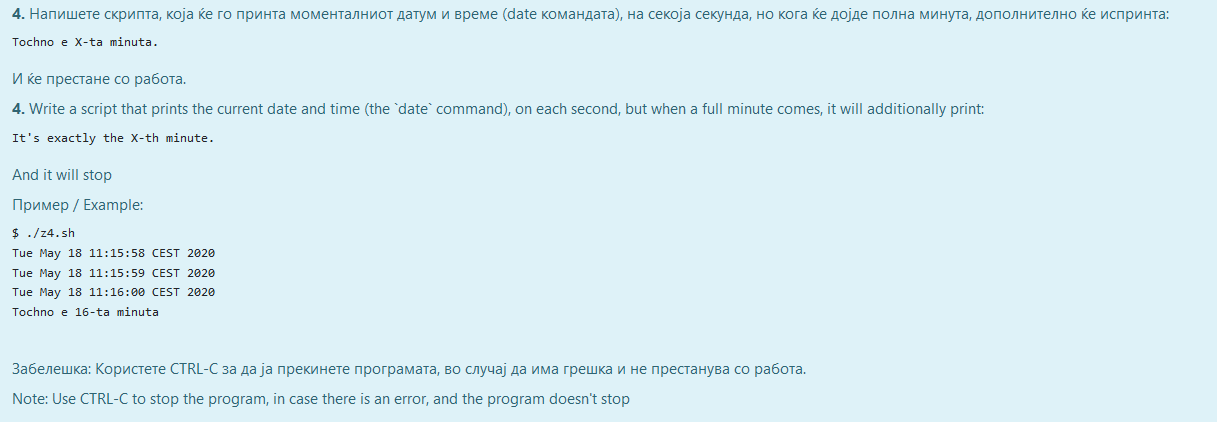 4. Напишете скрипта, која ќе го принта моменталниот датум и време (date командата), на секоја секунда, но кога ќе дојде полна минута, дополнително ќе испринта:
Tochno e X-ta minuta.
И ќе престане со работа.
4. Write a script that prints the current date and time (the `date` command), on each second, but when a full minute comes, it will additionally print:
It's exactly the X-th minute.
And it will stop
Пример / Example:
$ ./z4.sh
Tue May 18 11:15:58 CEST 2020
Tue May 18 11:15:59 CEST 2020
Tue May 18 11:16:00 CEST 2020
Tochno e 16-ta minuta
Забелешка: Користете CTRL-C за да ја прекинете програмата, во случај да има грешка и не престанува со работа.
Note: Use CTRL-C to stop the program, in case there is an error, and the program doesn't stop